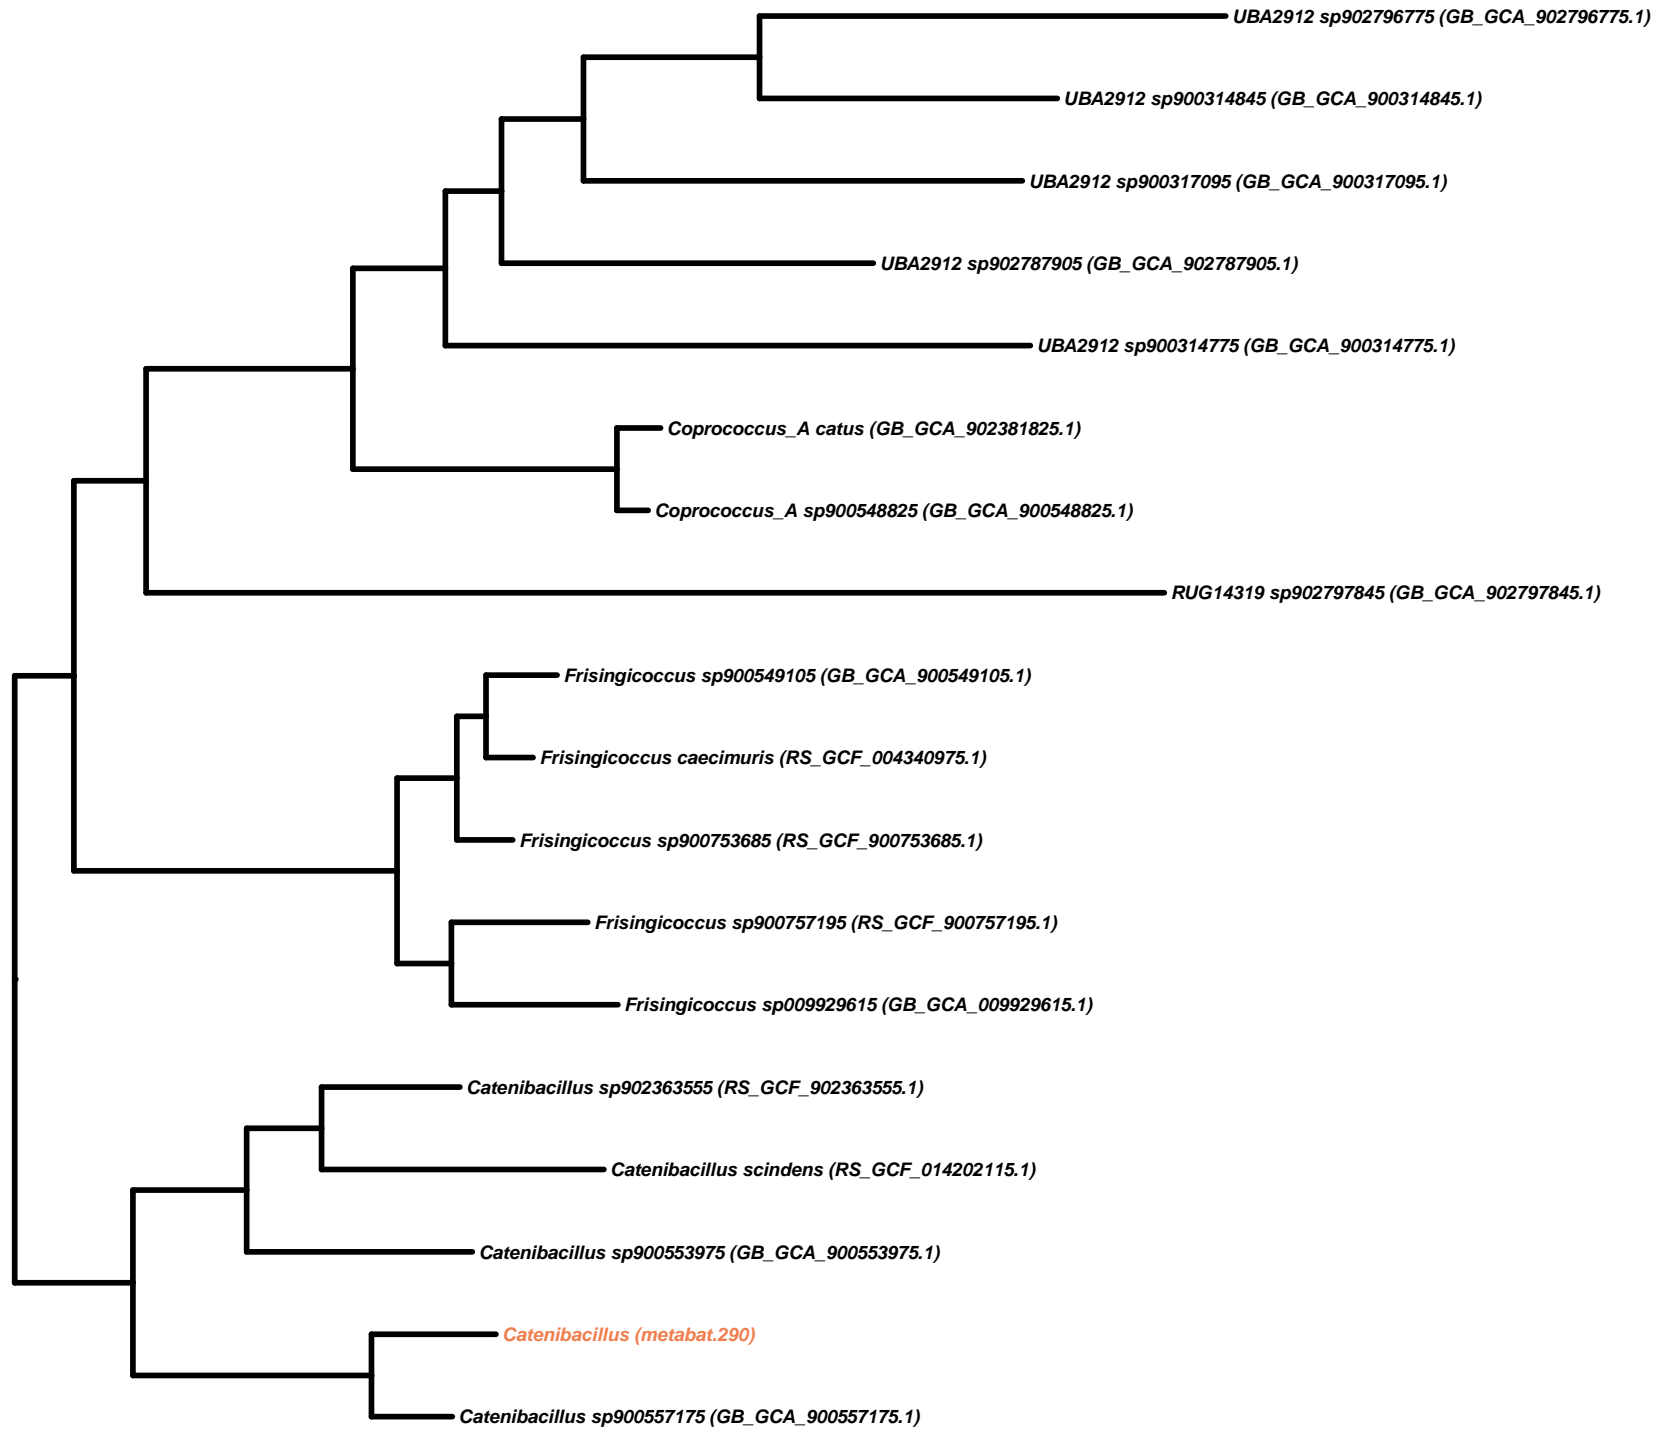 UBA2912 sp902796775 (GB_GCA_902796775.1)
UBA2912 sp900314845 (GB_GCA_900314845.1)
UBA2912 sp900317095 (GB_GCA_900317095.1)
UBA2912 sp902787905 (GB_GCA_902787905.1)
UBA2912 sp900314775 (GB_GCA_900314775.1)
Coprococcus_A catus (GB_GCA_902381825.1)
Coprococcus_A sp900548825 (GB_GCA_900548825.1)
RUG14319 sp902797845 (GB_GCA_902797845.1)
Frisingicoccus sp900549105 (GB_GCA_900549105.1)
Frisingicoccus caecimuris (RS_GCF_004340975.1)
Frisingicoccus sp900753685 (RS_GCF_900753685.1)
Frisingicoccus sp900757195 (RS_GCF_900757195.1)
Frisingicoccus sp009929615 (GB_GCA_009929615.1)
Catenibacillus sp902363555 (RS_GCF_902363555.1)
Catenibacillus scindens (RS_GCF_014202115.1)
Catenibacillus sp900553975 (GB_GCA_900553975.1)
Catenibacillus (metabat.290)
Catenibacillus sp900557175 (GB_GCA_900557175.1)